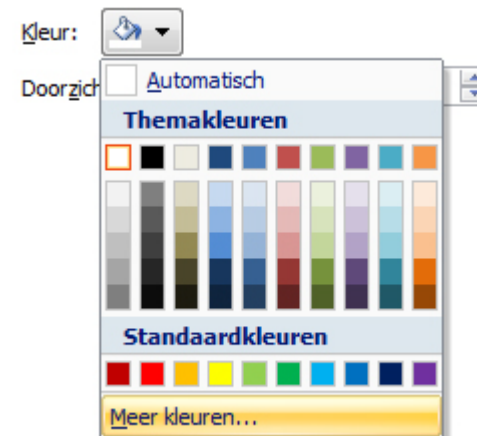 Kleur:
Automatisch
Doorzich
Themakleuren
Standaardkleuren
Meer kleuren...